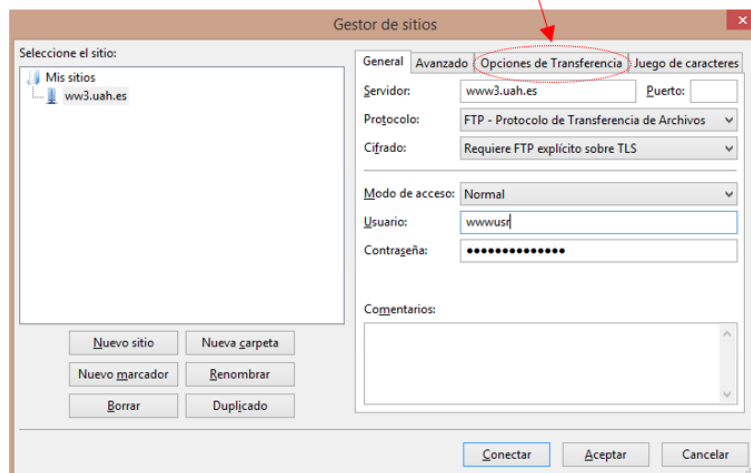 Gestor de sitios
Seleccione el sitio:
Mis sitios
ww3.uah.es
Nuevo sitio
Nueva carpeta
Nuevo marcador
Renombrar
Borrar
Duplicado
General
Avanzado
Opciones de Transferencia
Juego de caracteres
Servidor:
www3.uah.es
Puerto:
Protocolo:
FTP - Protocolo de Transferencia de Archivos
Cifrado:
Requiere FTP explícito sobre TLS
Modo de acceso:
Normal
Usuario:
wwwusr
Contraseña:
••••••••••••••
Comentarios:
Conectar
Aceptar
Cancelar